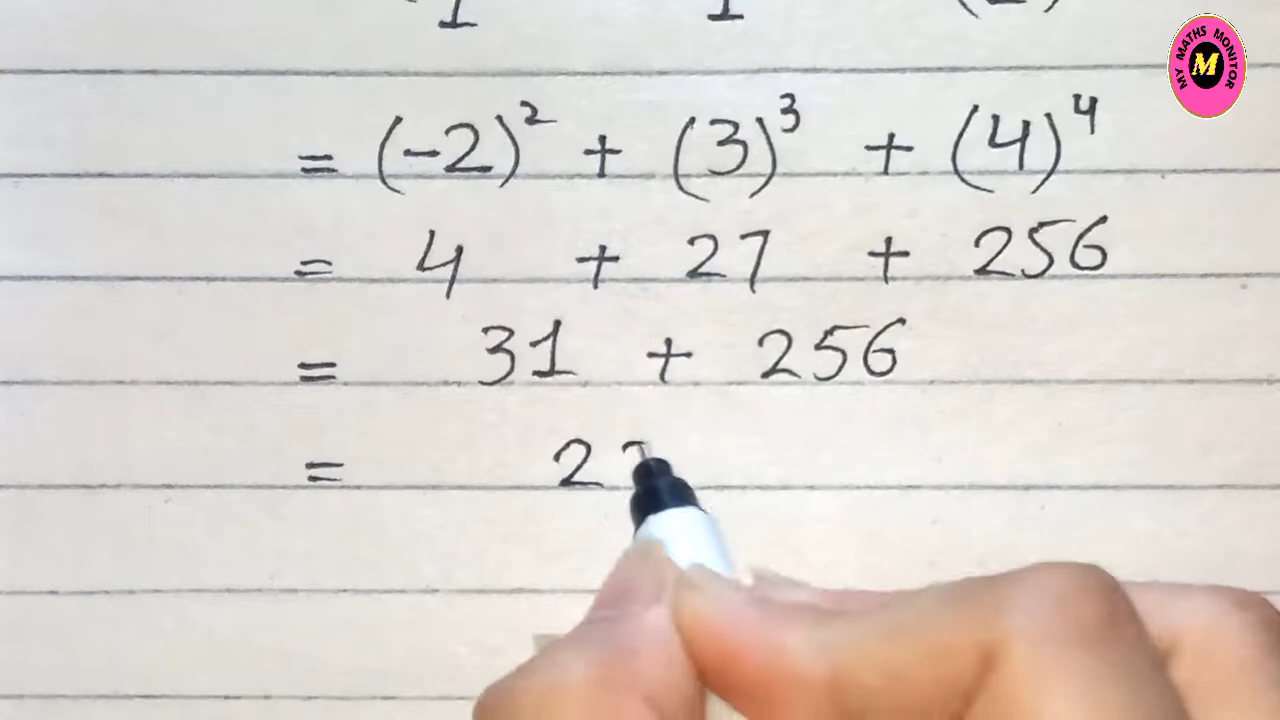 = (-2)² + (3)³ + (4)⁴
= 4 + 27 + 256
= 31 + 256
= 2
MY MATHS MONITOR
M